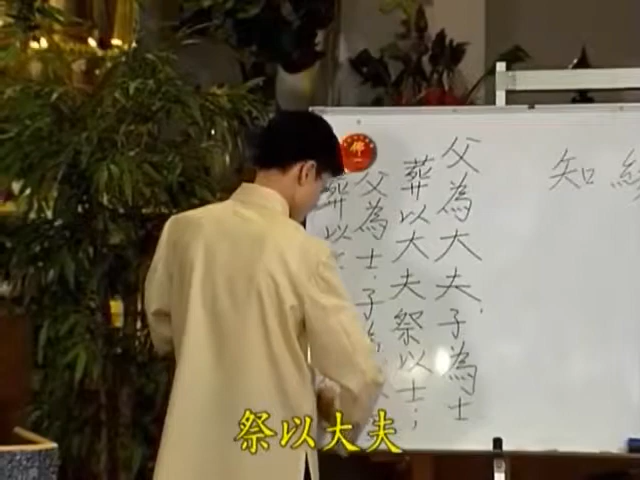 知
父為大夫，子為士
葬以大夫祭以士；
父為士，子為
葬以
祭以大夫